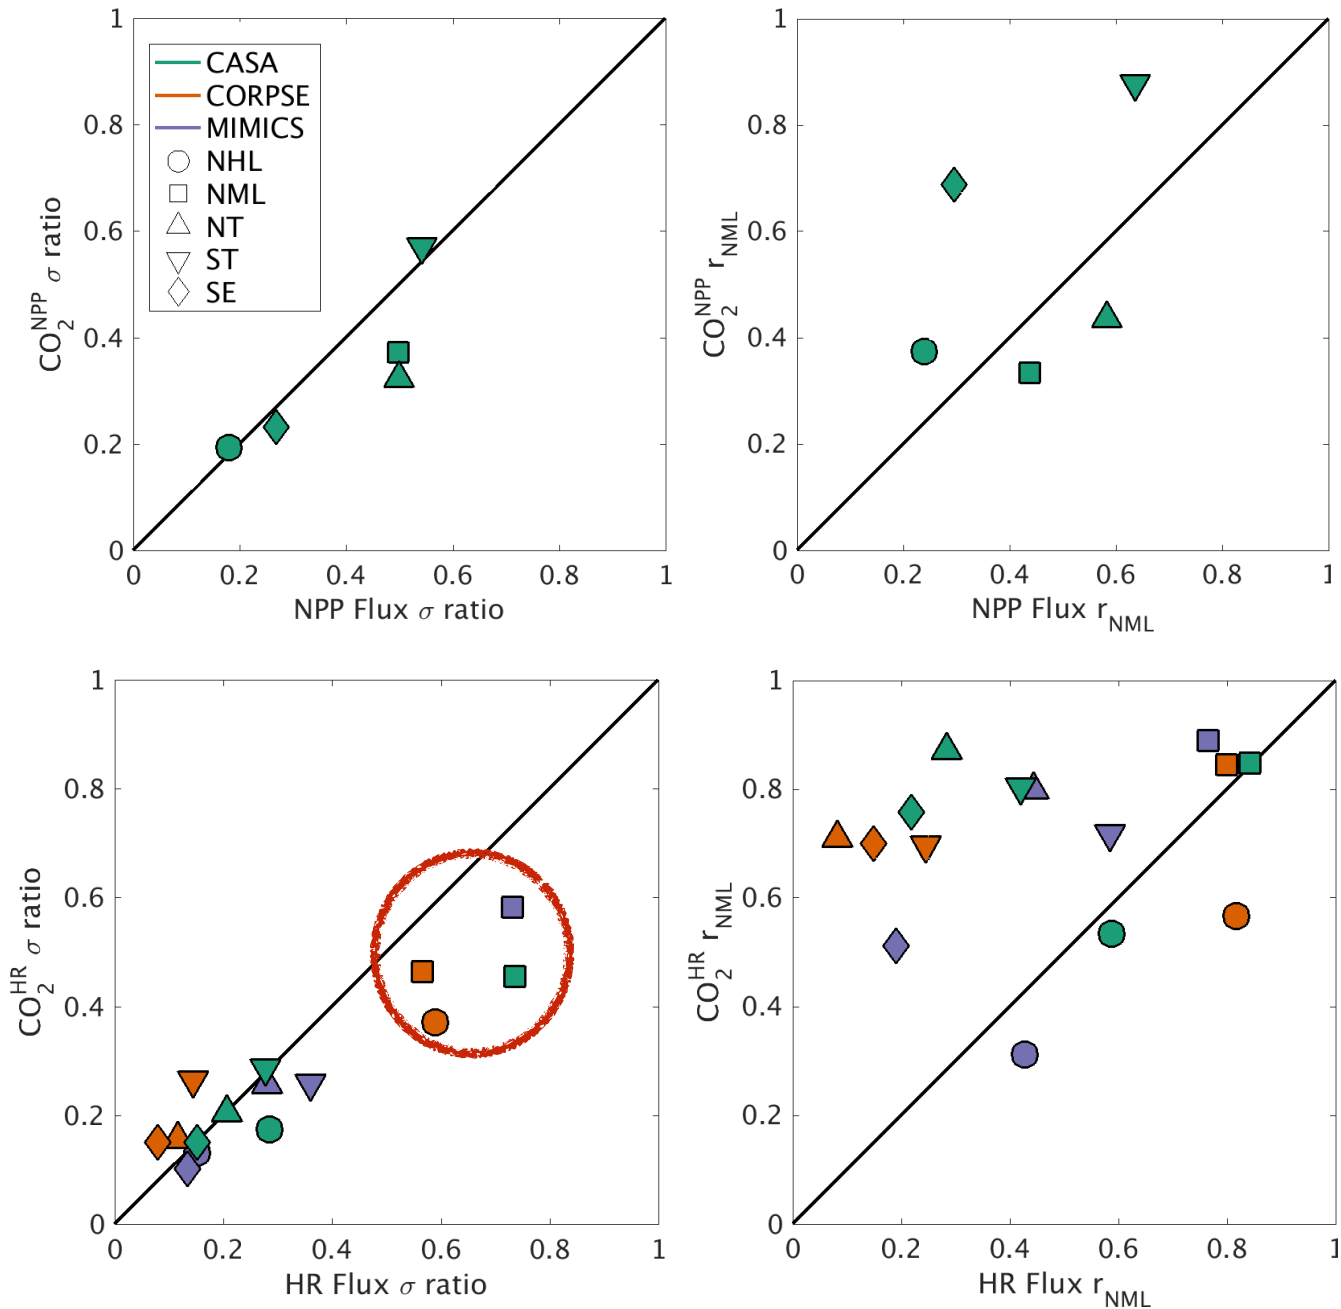 1
0.8
0.6
0.4
0.2
0
0 0.2 0.4 0.6 0.8 1
CO₂ᴺᴾᴾ σ ratio
NPP Flux σ ratio
CASA
CORPSE
MIMICS
NHL
NML
NT
ST
SE
1
0.8
0.6
0.4
0.2
0
0 0.2 0.4 0.6 0.8 1
CO₂ᴺᴾᴾ r_NML
NPP Flux r_NML
1
0.8
0.6
0.4
0.2
0
0 0.2 0.4 0.6 0.8 1
CO₂ᴴᴿ σ ratio
HR Flux σ ratio
1
0.8
0.6
0.4
0.2
0
0 0.2 0.4 0.6 0.8 1
CO₂ᴴᴿ r_NML
HR Flux r_NML